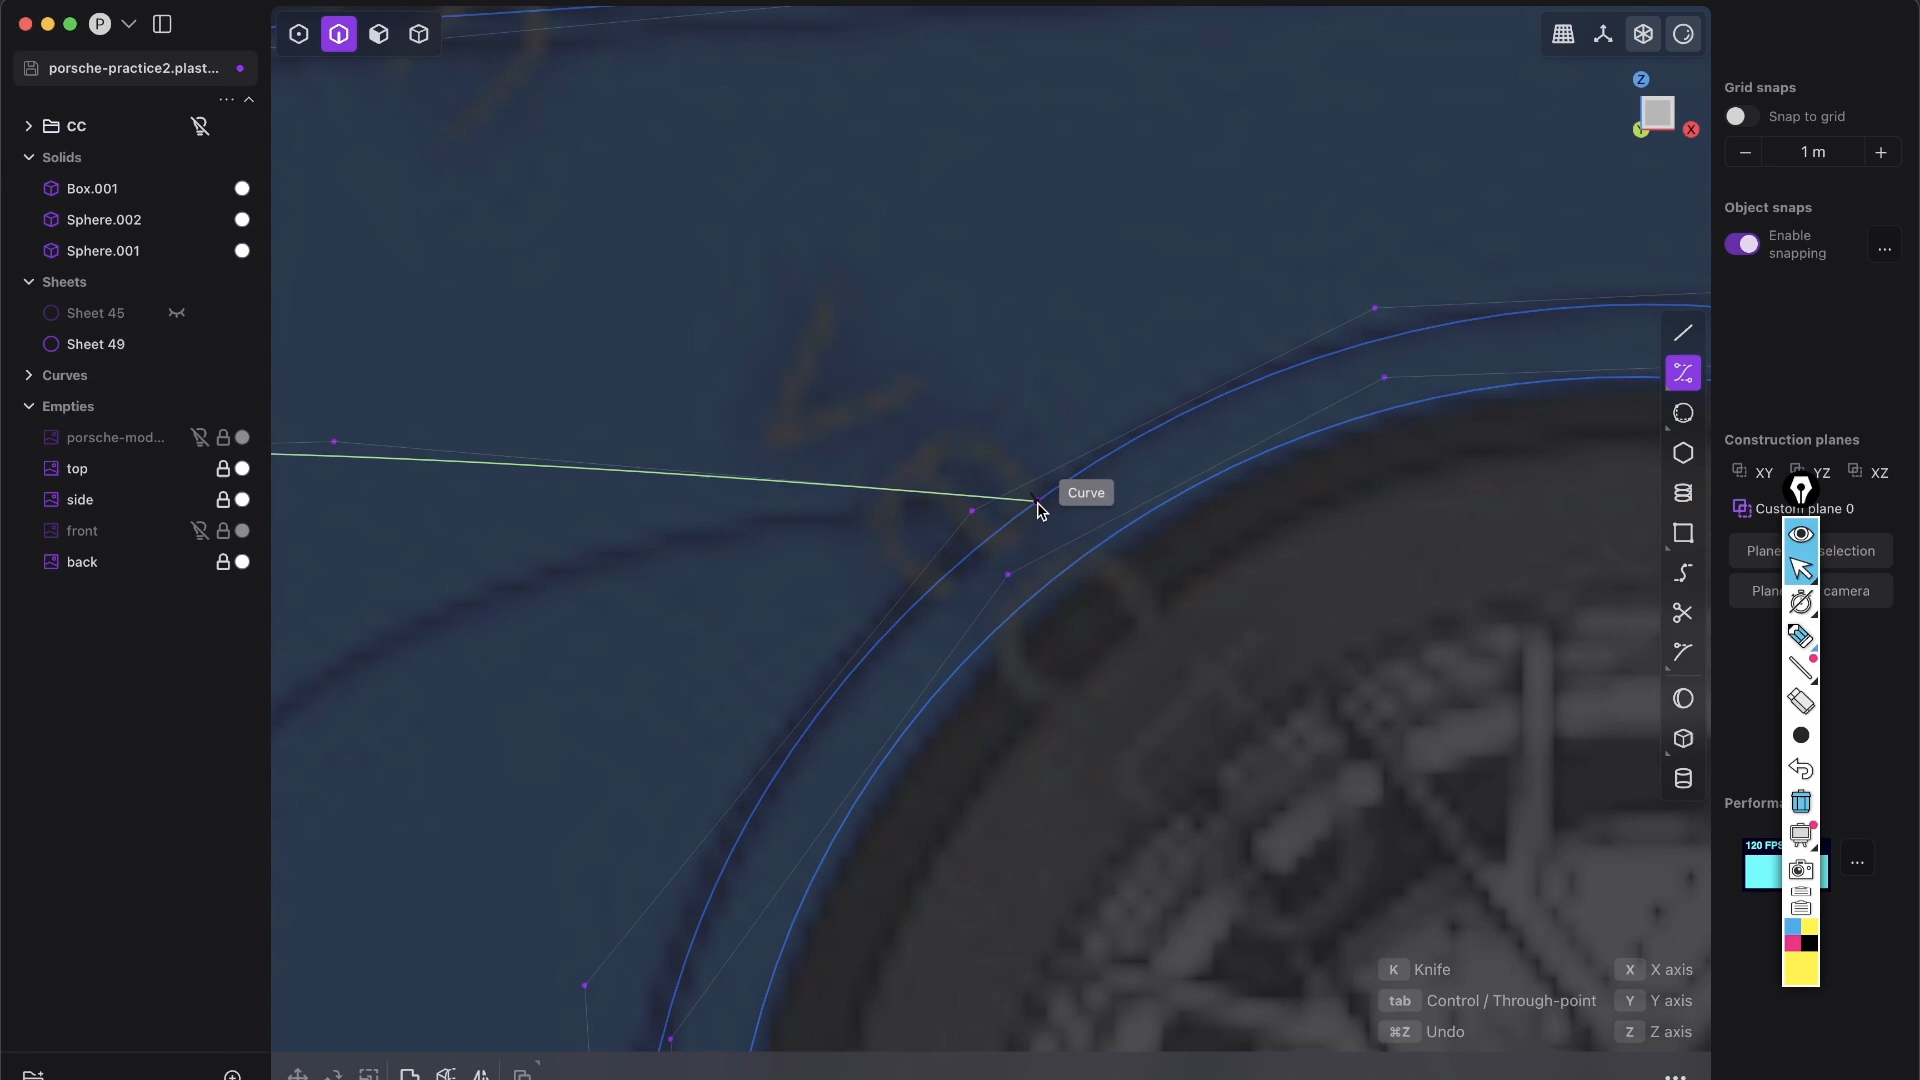 P
porsche-practice2.plast...
CC
Solids
Box.001
Sphere.002
Sphere.001
Sheets
Sheet 45
Sheet 49
Curves
Empties
porsche-mod...
top
side
front
back
Z
Y
X
Curve
K Knife
X X axis
tab Control / Through-point
Y Y axis
⌘Z Undo
Z Z axis
Grid snaps
Snap to grid
1 m
Object snaps
Enable
snapping
Construction planes
XY
YZ
XZ
Custom plane 0
Plane selection
Plane camera
Performa
120 FPS